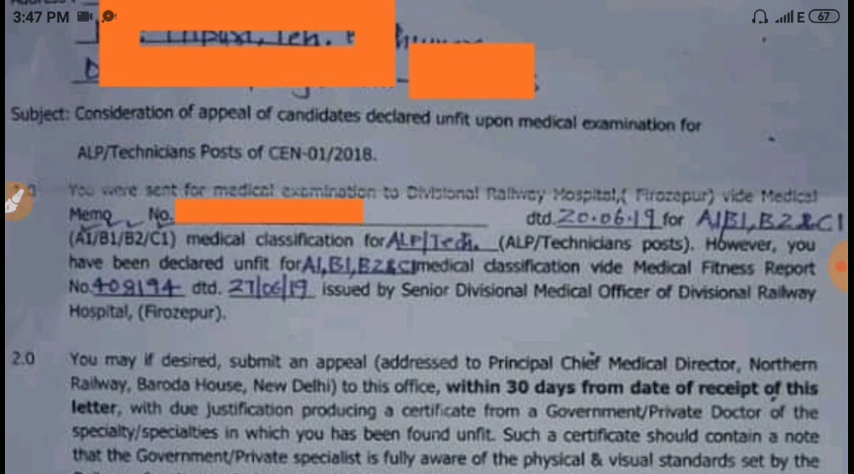 3:47 PM E 67
Subject: Consideration of appeal of candidates declared unfit upon medical examination for
ALP/Technicians Posts of CEN-01/2018.
You were sent for medical examination to Divisional Railway Hospital,( Firozepur) vide Medical
Memo No. dtd. 20.06.19 for A1B1,B2&C1
(A1/B1/B2/C1) medical classification for ALP/Tech. (ALP/Technicians posts). However, you
have been declared unfit for A1,B1,B2&C1 medical classification vide Medical Fitness Report
No. 408194 dtd. 27/06/19 issued by Senior Divisional Medical Officer of Divisional Railway
Hospital, (Firozepur).
2.0 You may if desired, submit an appeal (addressed to Principal Chief Medical Director, Northern
Railway, Baroda House, New Delhi) to this office, within 30 days from date of receipt of this
letter, with due justification producing a certificate from a Government/Private Doctor of the
specialty/specialties in which you has been found unfit. Such a certificate should contain a note
that the Government/Private specialist is fully aware of the physical & visual standards set by the